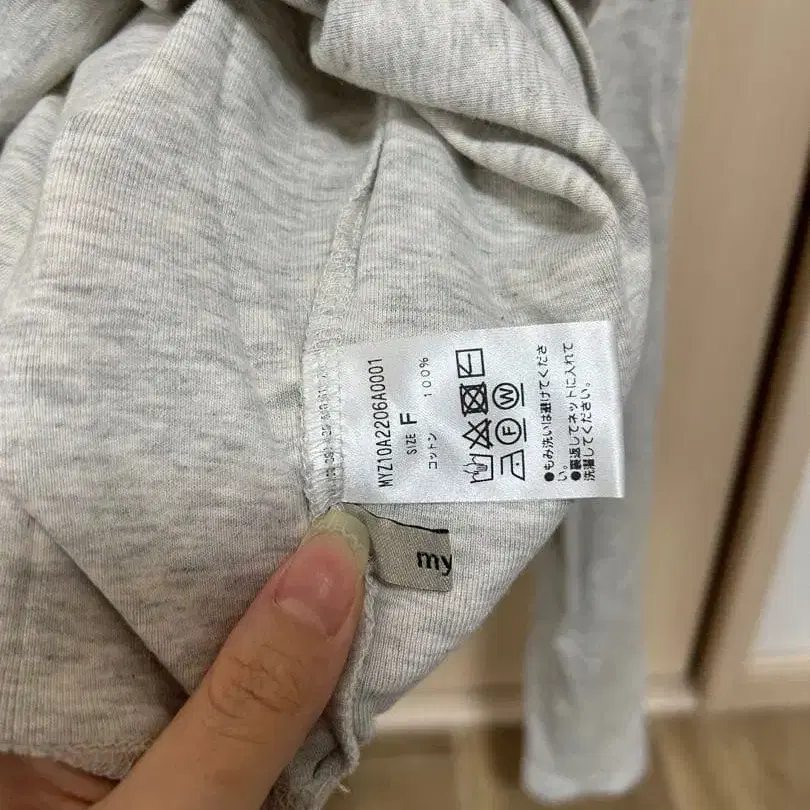 MYZ10A2206A0001
SIZE F
コットン 100%
F W
●もみ洗いは避けてくださ
い。
●裏返してネットに入れて
洗濯してください。
my